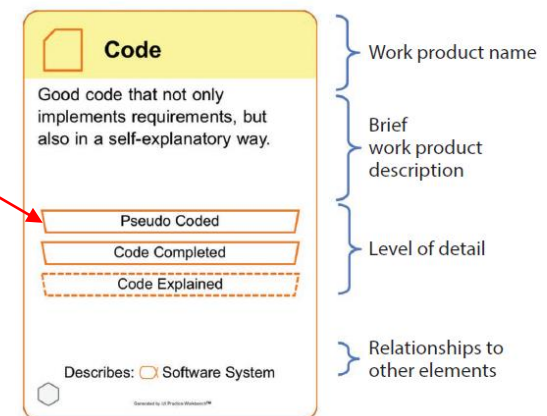 Code
Good code that not only
implements requirements, but
also in a self-explanatory way.
Pseudo Coded
Code Completed
Code Explained
Describes: Software System
Work product name
Brief
work product
description
Level of detail
Relationships to
other elements